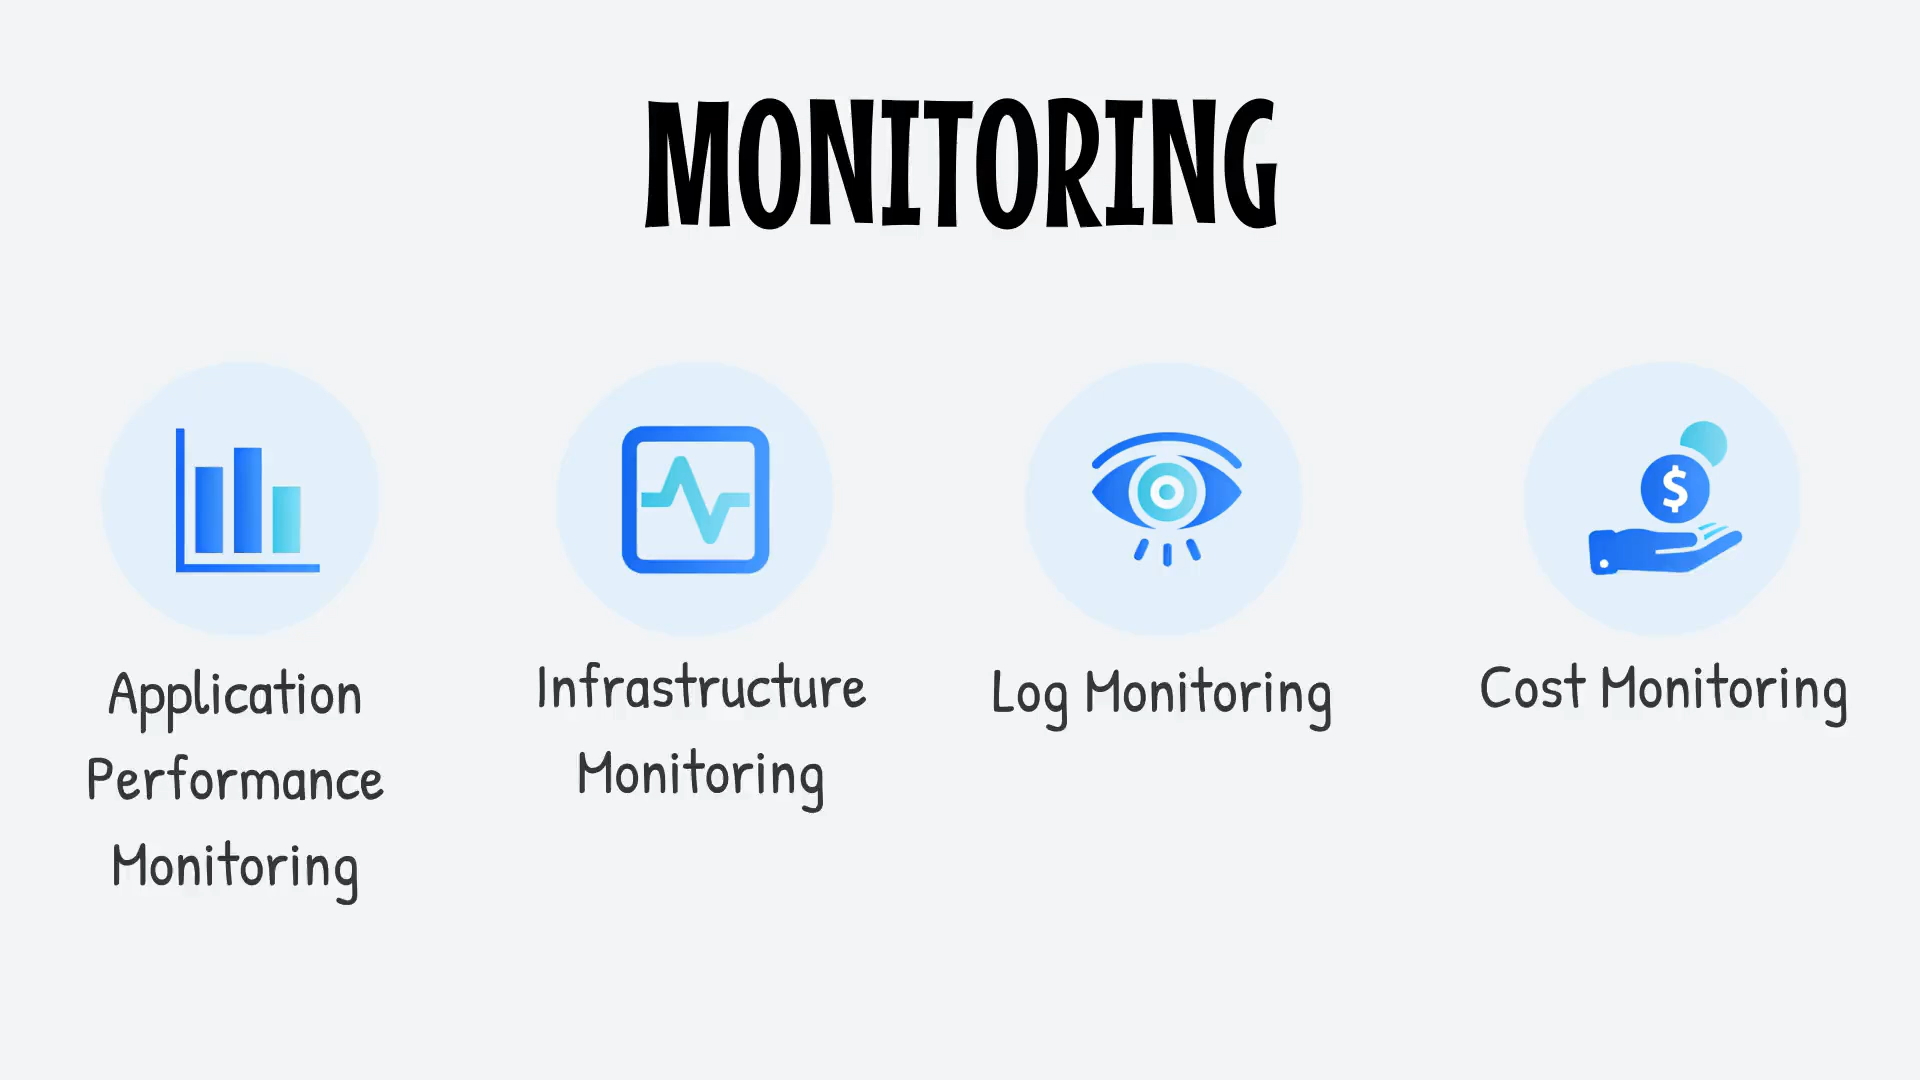 MONITORING
Application
Performance
Monitoring
Infrastructure
Monitoring
Log Monitoring
$
Cost Monitoring